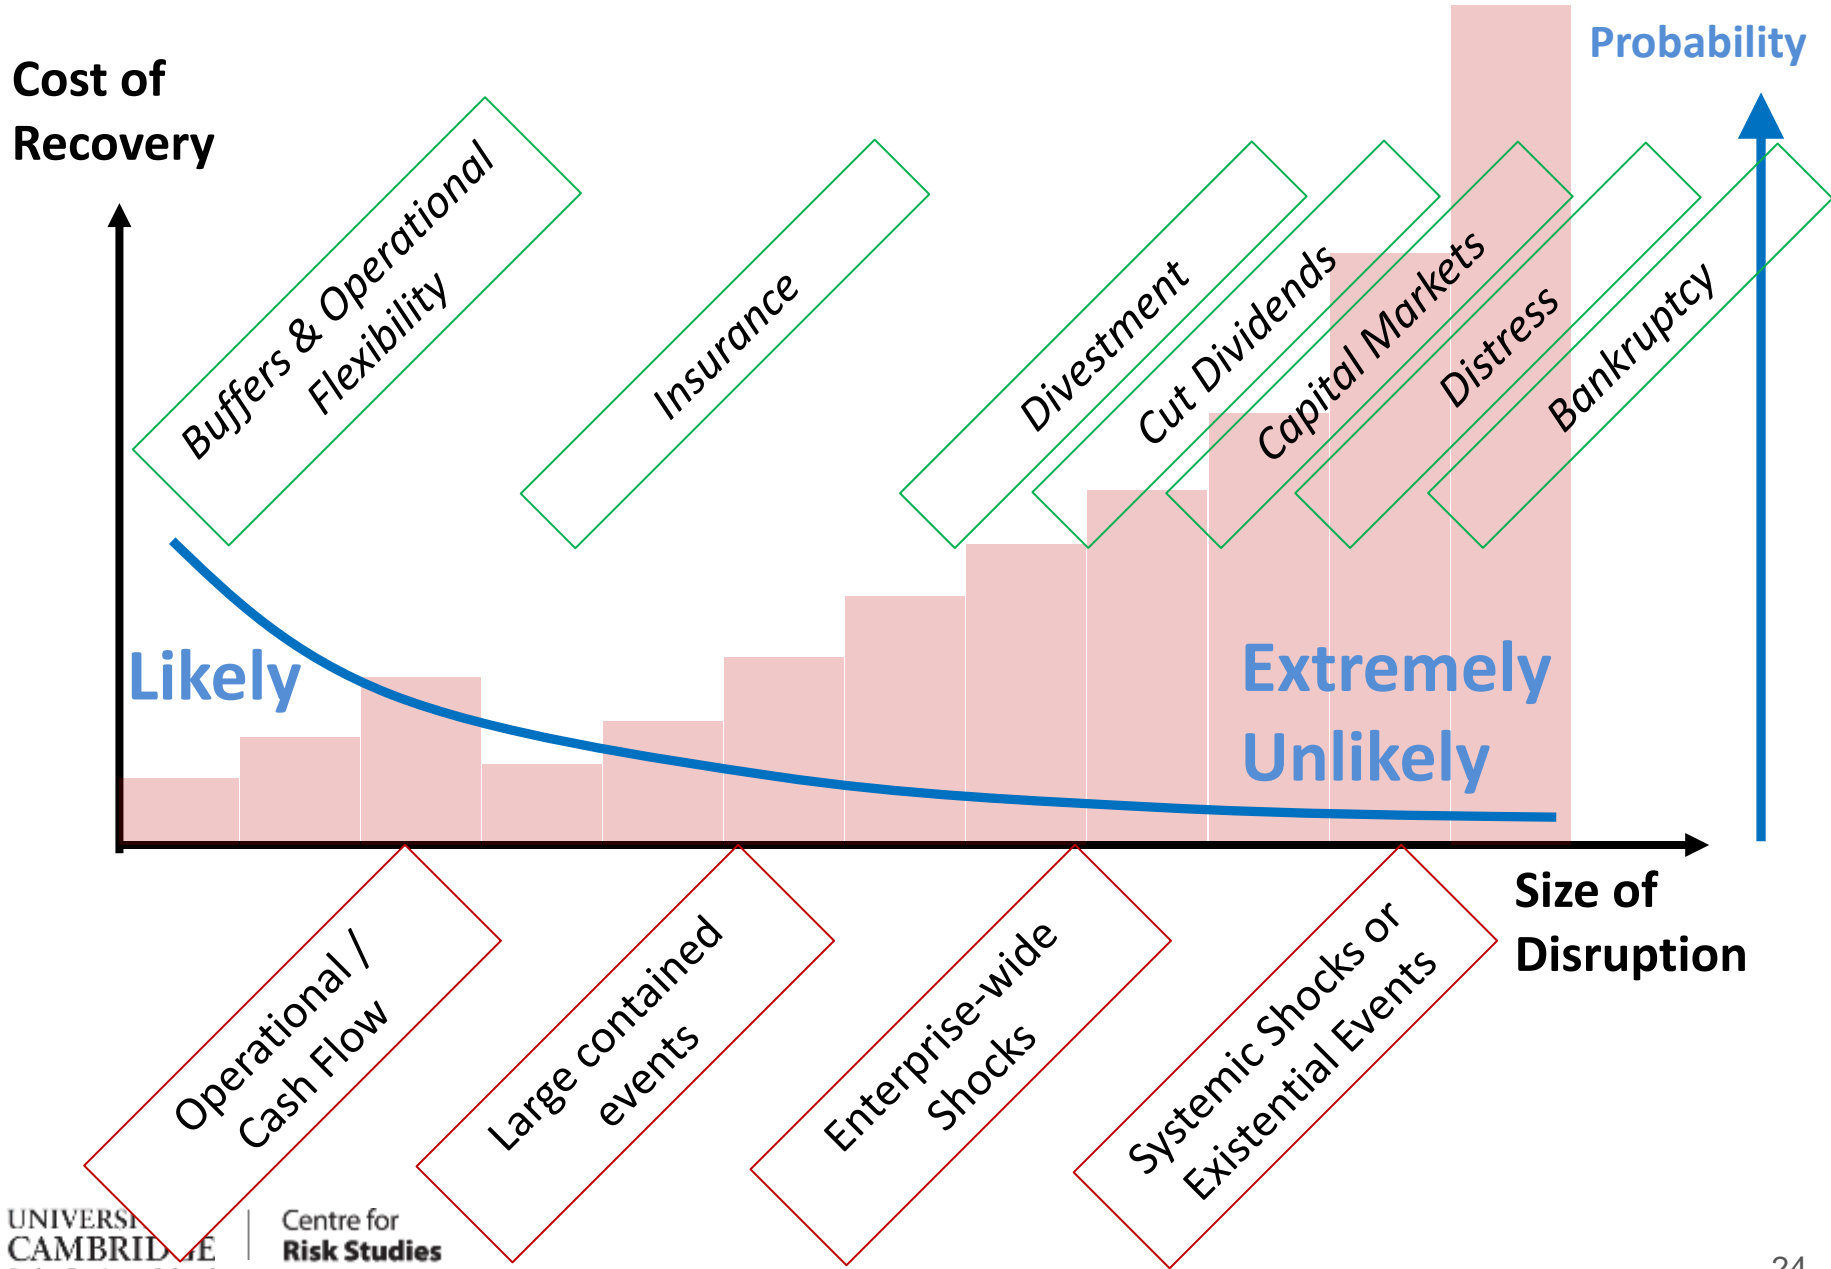 Cost of
Recovery
Probability
Buffers & Operational
Flexibility
Insurance
Divestment
Cut Dividends
Capital Markets
Distress
Bankruptcy
Likely
Extremely
Unlikely
Size of
Disruption
Operational /
Cash Flow
Large contained
events
Enterprise-wide
Shocks
Systemic Shocks or
Existential Events
Centre for
Risk Studies
24